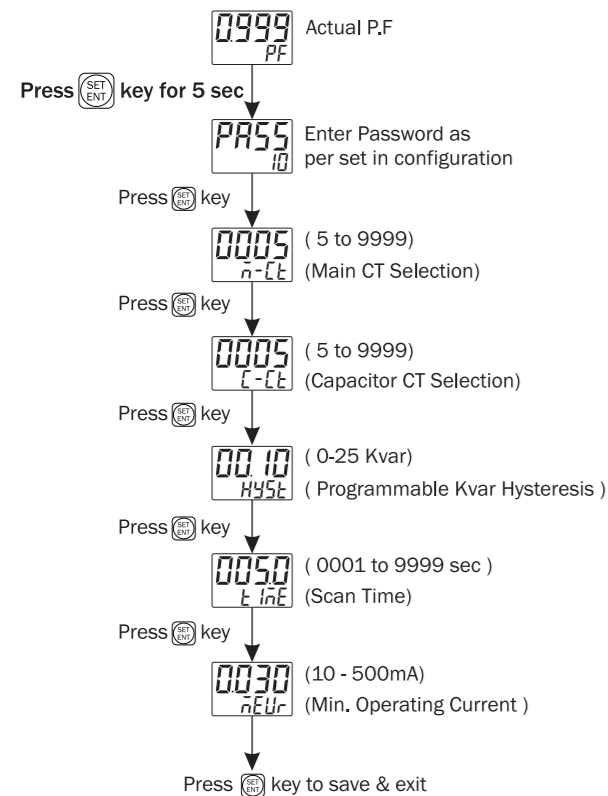 0.999
PF
Actual P.F
Press SET ENT key for 5 sec
PASS
10
Enter Password as
per set in configuration
Press SET ENT key
0005
m-Ct
( 5 to 9999)
(Main CT Selection)
Press SET ENT key
0005
C-Ct
( 5 to 9999)
(Capacitor CT Selection)
Press SET ENT key
00.10
HYSt
( 0-25 Kvar)
( Programmable Kvar Hysteresis )
Press SET ENT key
005.0
timE
( 0001 to 9999 sec )
(Scan Time)
Press SET ENT key
0.030
(10 - 500mA)
(Min. Operating Current )
Press SET ENT key to save & exit